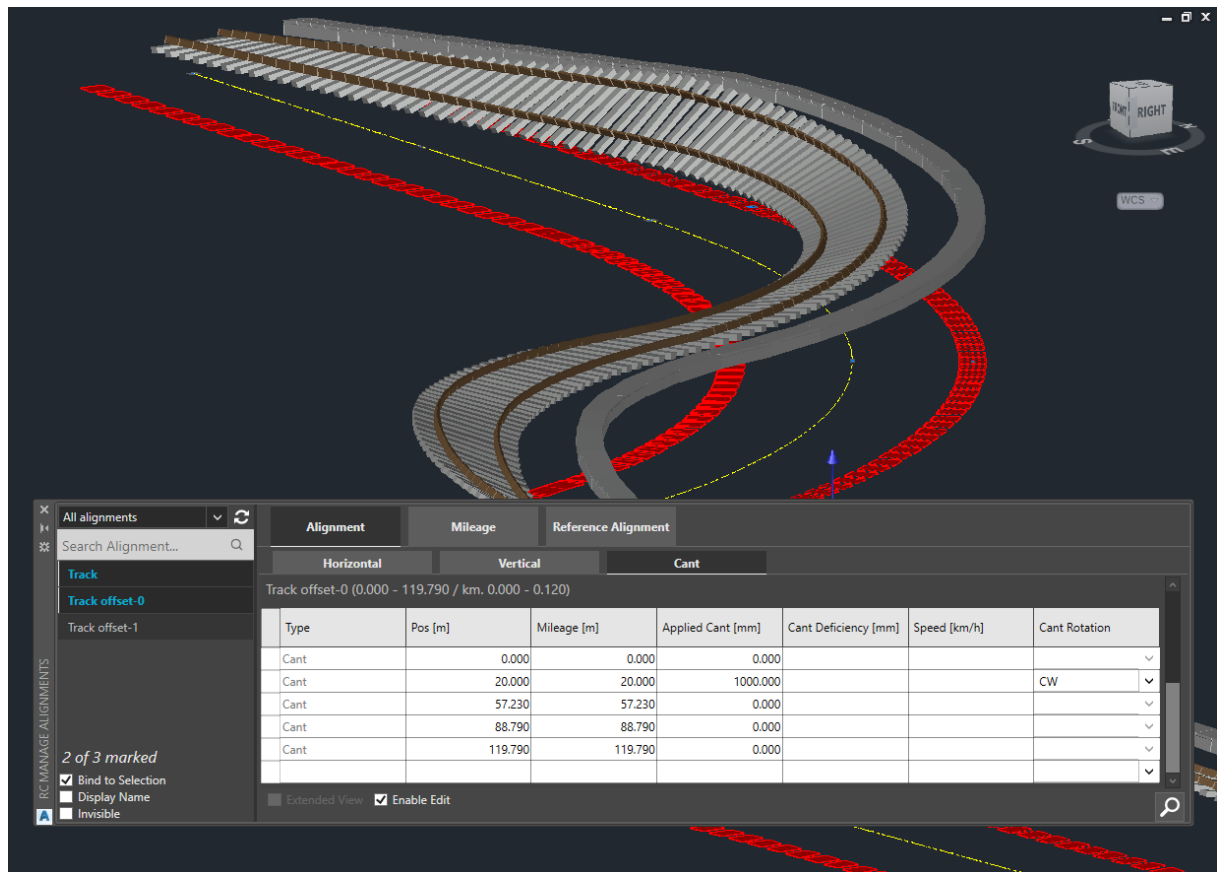 RIGHT
S
E
WCS
All alignments
Search Alignment...
Track
Track offset-0
Track offset-1
2 of 3 marked
Bind to Selection
Display Name
Invisible
RC MANAGE ALIGNMENTS
A
Alignment Mileage Reference Alignment
Horizontal Vertical Cant
Track offset-0 (0.000 - 119.790 / km. 0.000 - 0.120)
Type Pos [m] Mileage [m] Applied Cant [mm] Cant Deficiency [mm] Speed [km/h] Cant Rotation
Cant 0.000 0.000 0.000
Cant 20.000 20.000 1000.000 CW
Cant 57.230 57.230 0.000
Cant 88.790 88.790 0.000
Cant 119.790 119.790 0.000
Extended View Enable Edit